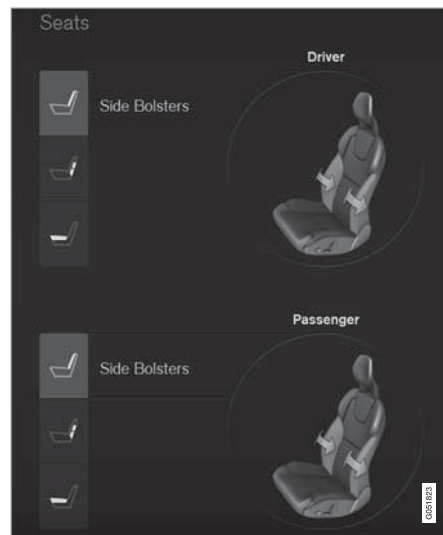 Seats
Driver
Side Bolsters
Passenger
Side Bolsters
G051823